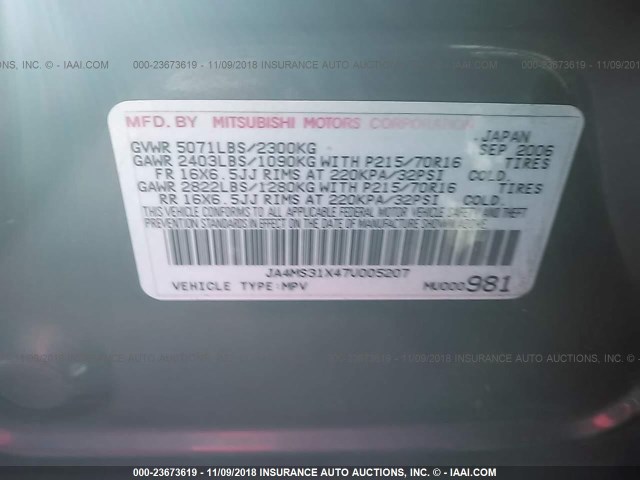 000-23673619 - 11/09/2018 INSURANCE AUTO AUCTIONS, INC. © - IAAI.COM
MFD. BY MITSUBISHI MOTORS CORPORATION
JAPAN
GVWR 5071LBS/2300KG SEP 2006
GAWR 2403LBS/1090KG WITH P215/70R16 TIRES
FR 16X6.5JJ RIMS AT 220KPA/32PSI COLD.
GAWR 2822LBS/1280KG WITH P215/70R16 TIRES
RR 16X6.5JJ RIMS AT 220KPA/32PSI COLD.
THIS VEHICLE CONFORMS TO ALL APPLICABLE FEDERAL MOTOR VEHICLE SAFETY AND THEFT
PREVENTION STANDARDS IN EFFECT ON THE DATE OF MANUFACTURE SHOWN ABOVE.
JA4MS31X47U005207
VEHICLE TYPE:MPV MU000981
000-23673619 - 11/09/2018 INSURANCE AUTO AUCTIONS, INC. © - IAAI.COM
000-23673619 - 11/09/2018 INSURANCE AUTO AUCTIONS, INC. © - IAAI.COM